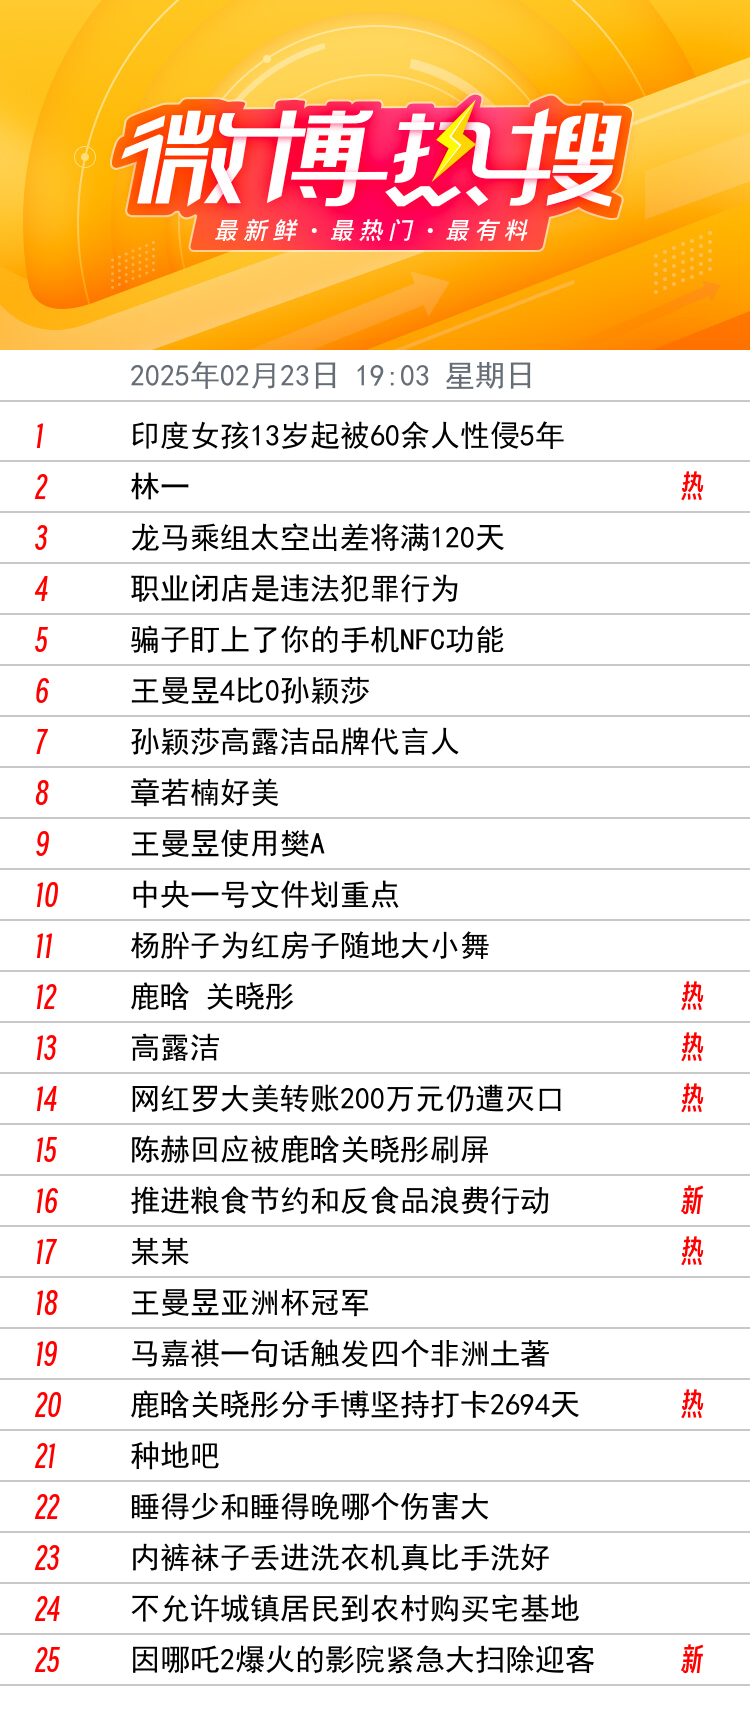 微博热搜
最新鲜·最热门·最有料
2025年02月23日 19:03 星期日
1 印度女孩13岁起被60余人性侵5年
2 林一 热
3 龙马乘组太空出差将满120天
4 职业闭店是违法犯罪行为
5 骗子盯上了你的手机NFC功能
6 王曼昱4比0孙颖莎
7 孙颖莎高露洁品牌代言人
8 章若楠好美
9 王曼昱使用樊A
10 中央一号文件划重点
11 杨肸子为红房子随地大小舞
12 鹿晗 关晓彤 热
13 高露洁 热
14 网红罗大美转账200万元仍遭灭口 热
15 陈赫回应被鹿晗关晓彤刷屏
16 推进粮食节约和反食品浪费行动 新
17 某某 热
18 王曼昱亚洲杯冠军
19 马嘉祺一句话触发四个非洲土著
20 鹿晗关晓彤分手博坚持打卡2694天 热
21 种地吧
22 睡得少和睡得晚哪个伤害大
23 内裤袜子丢进洗衣机真比手洗好
24 不允许城镇居民到农村购买宅基地
25 因哪吒2爆火的影院紧急大扫除迎客 新